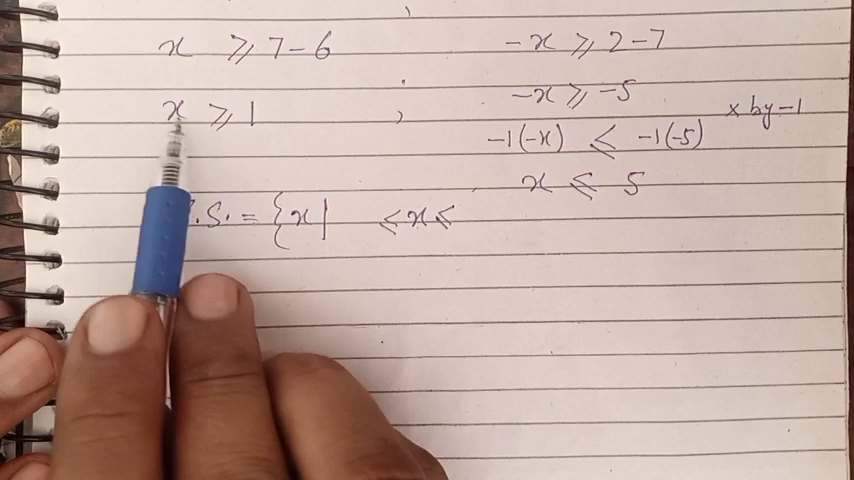 x ⩾ 7-6 , -x ⩾ 2-7
-x ⩾ -5
x ⩾ 1 , -1(-x) ⩽ -1(-5) × by -1
x ⩽ 5
.S. = {x| ⩽x⩽